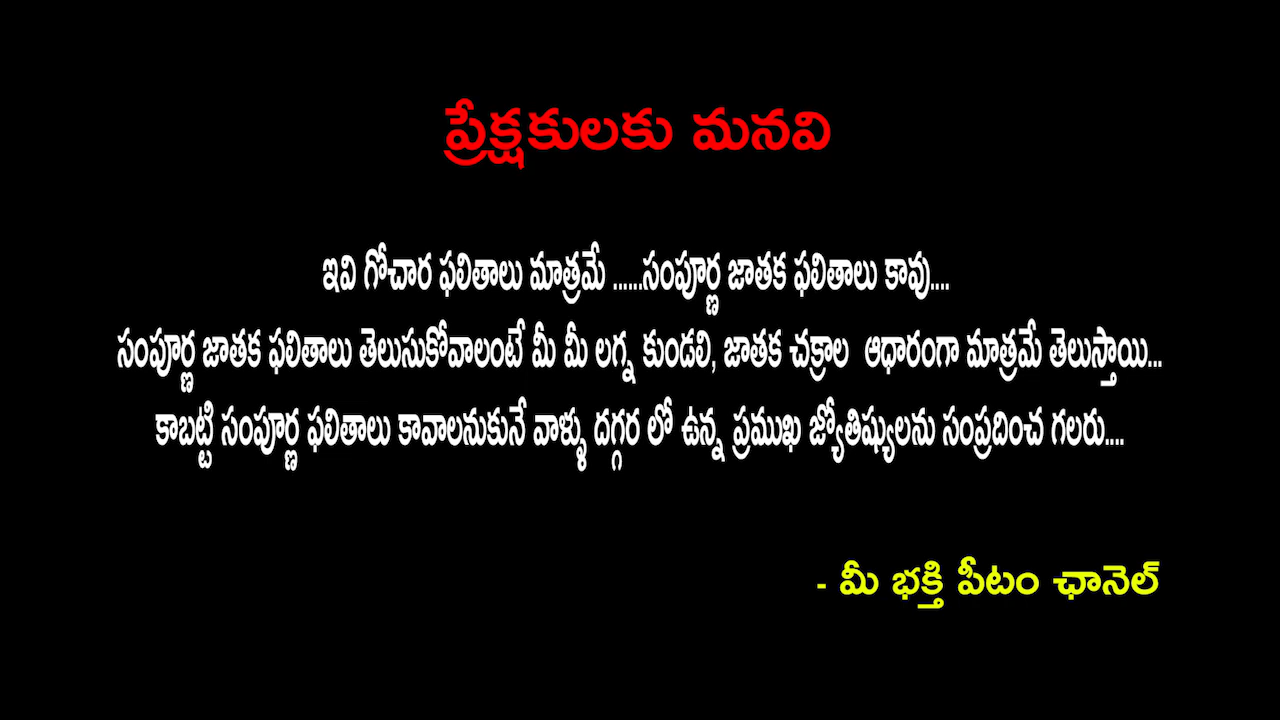 ప్రేక్షకులకు మనవి
ఇవి గోచార ఫలితాలు మాత్రమే ......సంపూర్ణ జాతక ఫలితాలు కావు....
సంపూర్ణ జాతక ఫలితాలు తెలుసుకోవాలంటే మీ మీ లగ్న కుండలి, జాతక చక్రాల ఆధారంగా మాత్రమే తెలుస్తాయి...
కాబట్టి సంపూర్ణ ఫలితాలు కావాలనుకునే వాళ్ళు దగ్గర లో ఉన్న ప్రముఖ జ్యోతిష్యులను సంప్రదించ గలరు....
- మీ భక్తి పీటం ఛానెల్